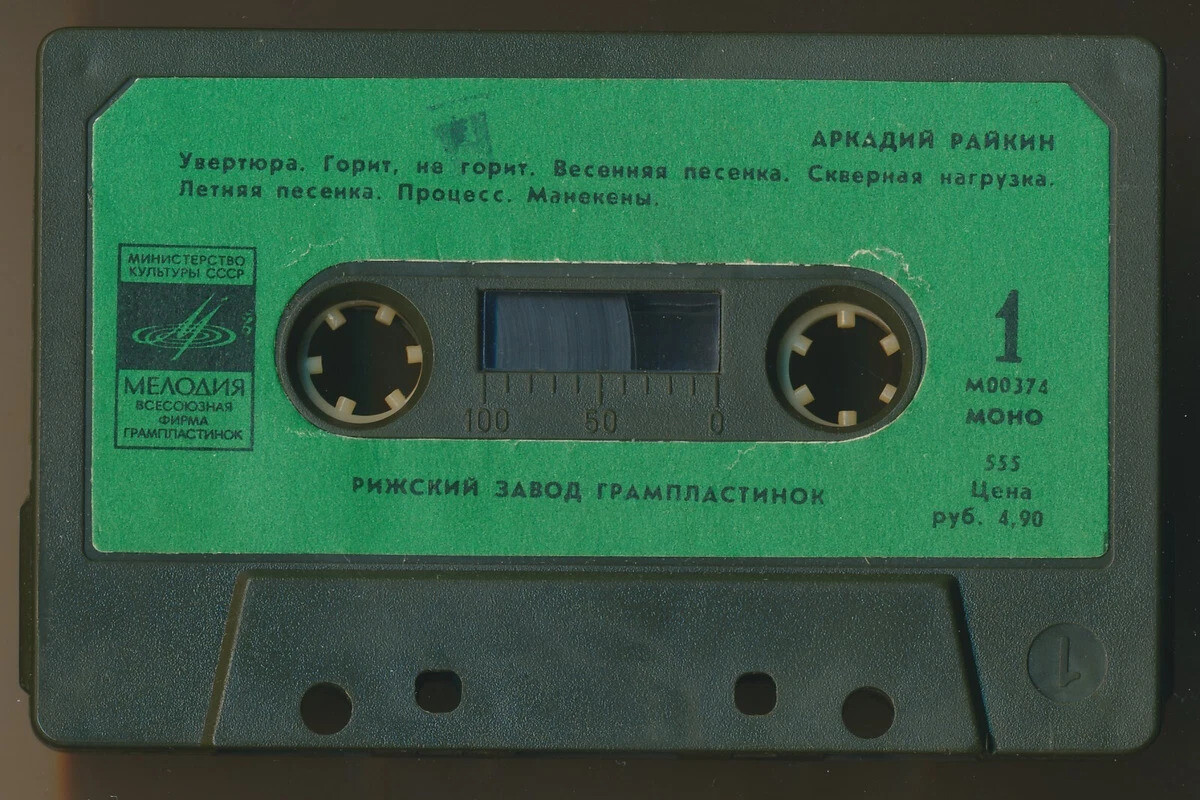 АРКАДИЙ РАЙКИН
Увертюра. Горит, не горит. Весенняя песенка. Скверная нагрузка.
Летняя песенка. Процесс. Манекены.
МИНИСТЕРСТВО
КУЛЬТУРЫ СССР
МЕЛОДИЯ
ВСЕСОЮЗНАЯ
ФИРМА
ГРАМПЛАСТИНОК
1
М00374
МОНО
100 50 0
555
Цена
руб. 4,90
РИЖСКИЙ ЗАВОД ГРАМПЛАСТИНОК
1